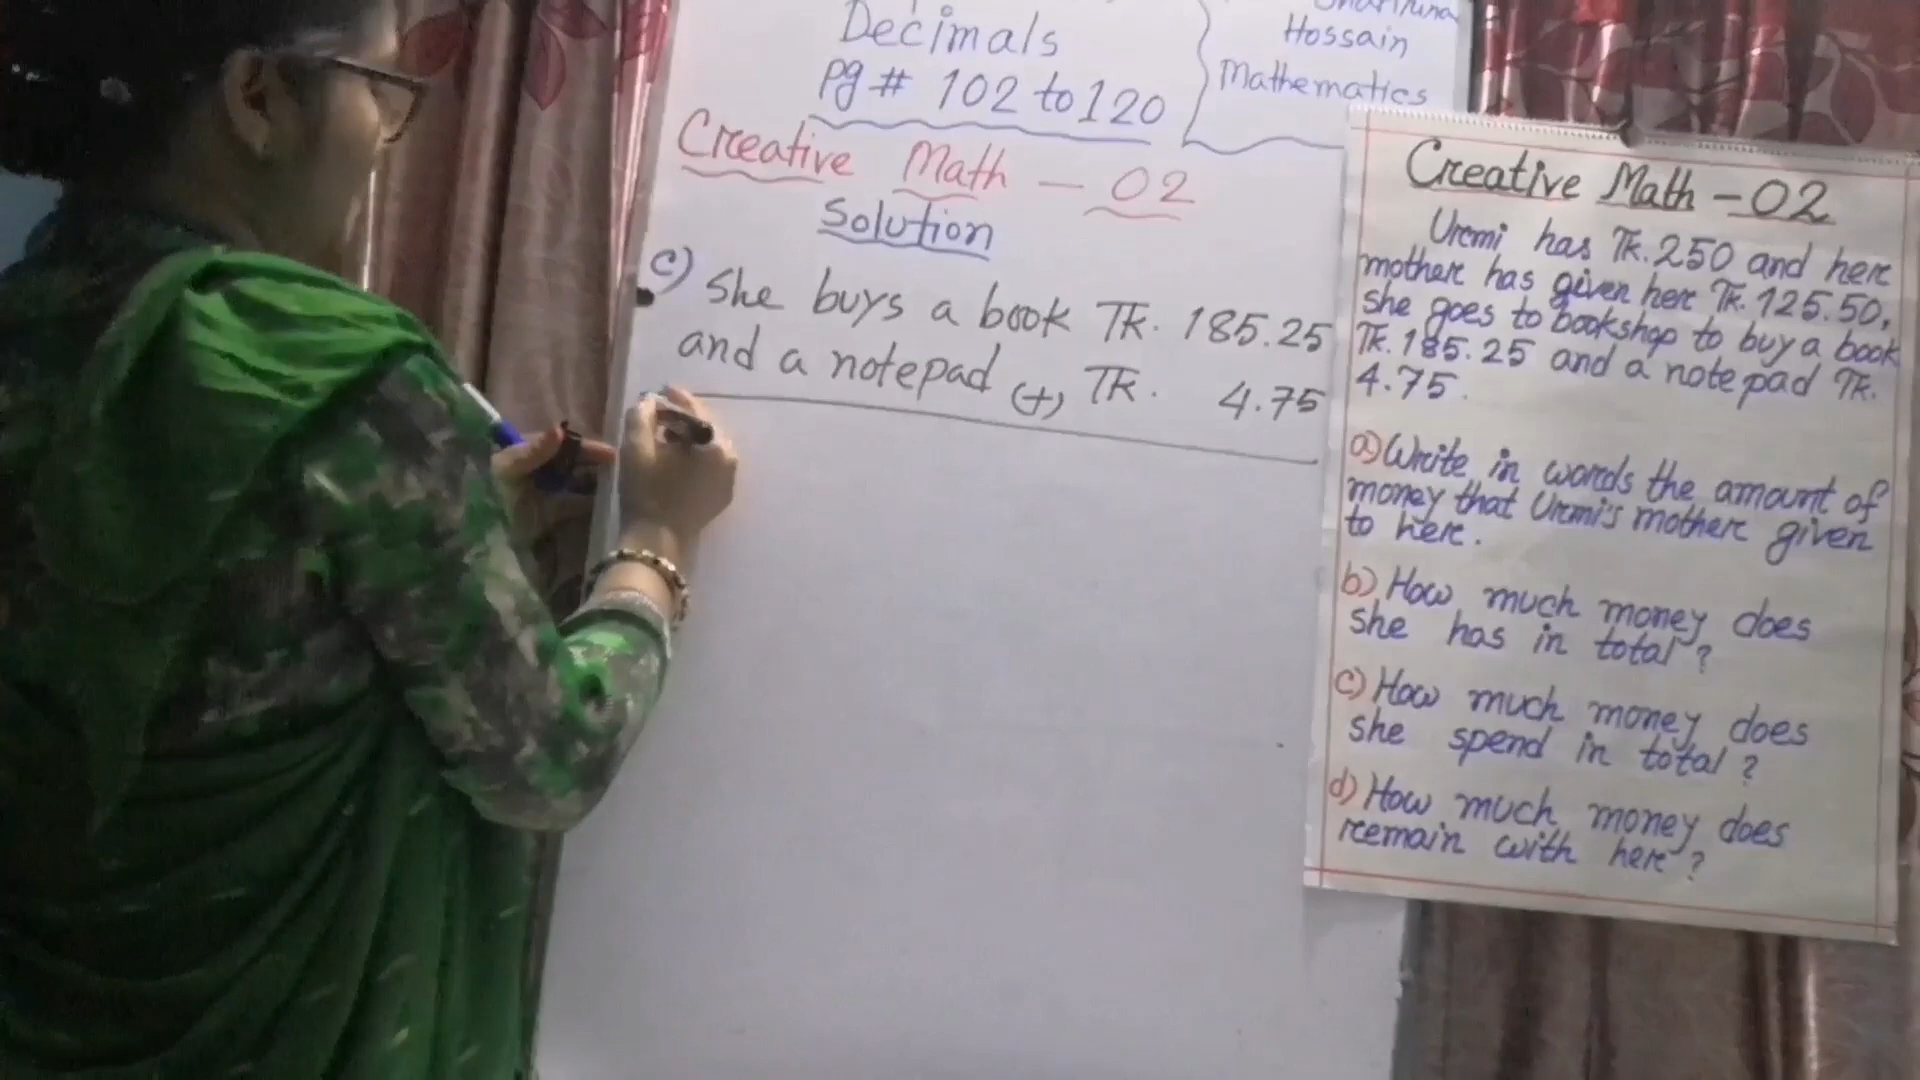 Decimals
pg # 102 to 120
Hossain
Mathematics
Creative Math - 02
Solution
c) She buys a book Tk. 185.25
and a notepad (+) Tk. 4.75
Creative Math - 02
Urmi has Tk. 250 and her
mother has given her Tk. 125.50,
she goes to bookshop to buy a book
Tk. 185.25 and a notepad Tk.
4.75.
a) Write in words the amount of
money that Urmi's mother given
to her.
b) How much money does
she has in total?
c) How much money does
she spend in total?
d) How much money does
remain with her?